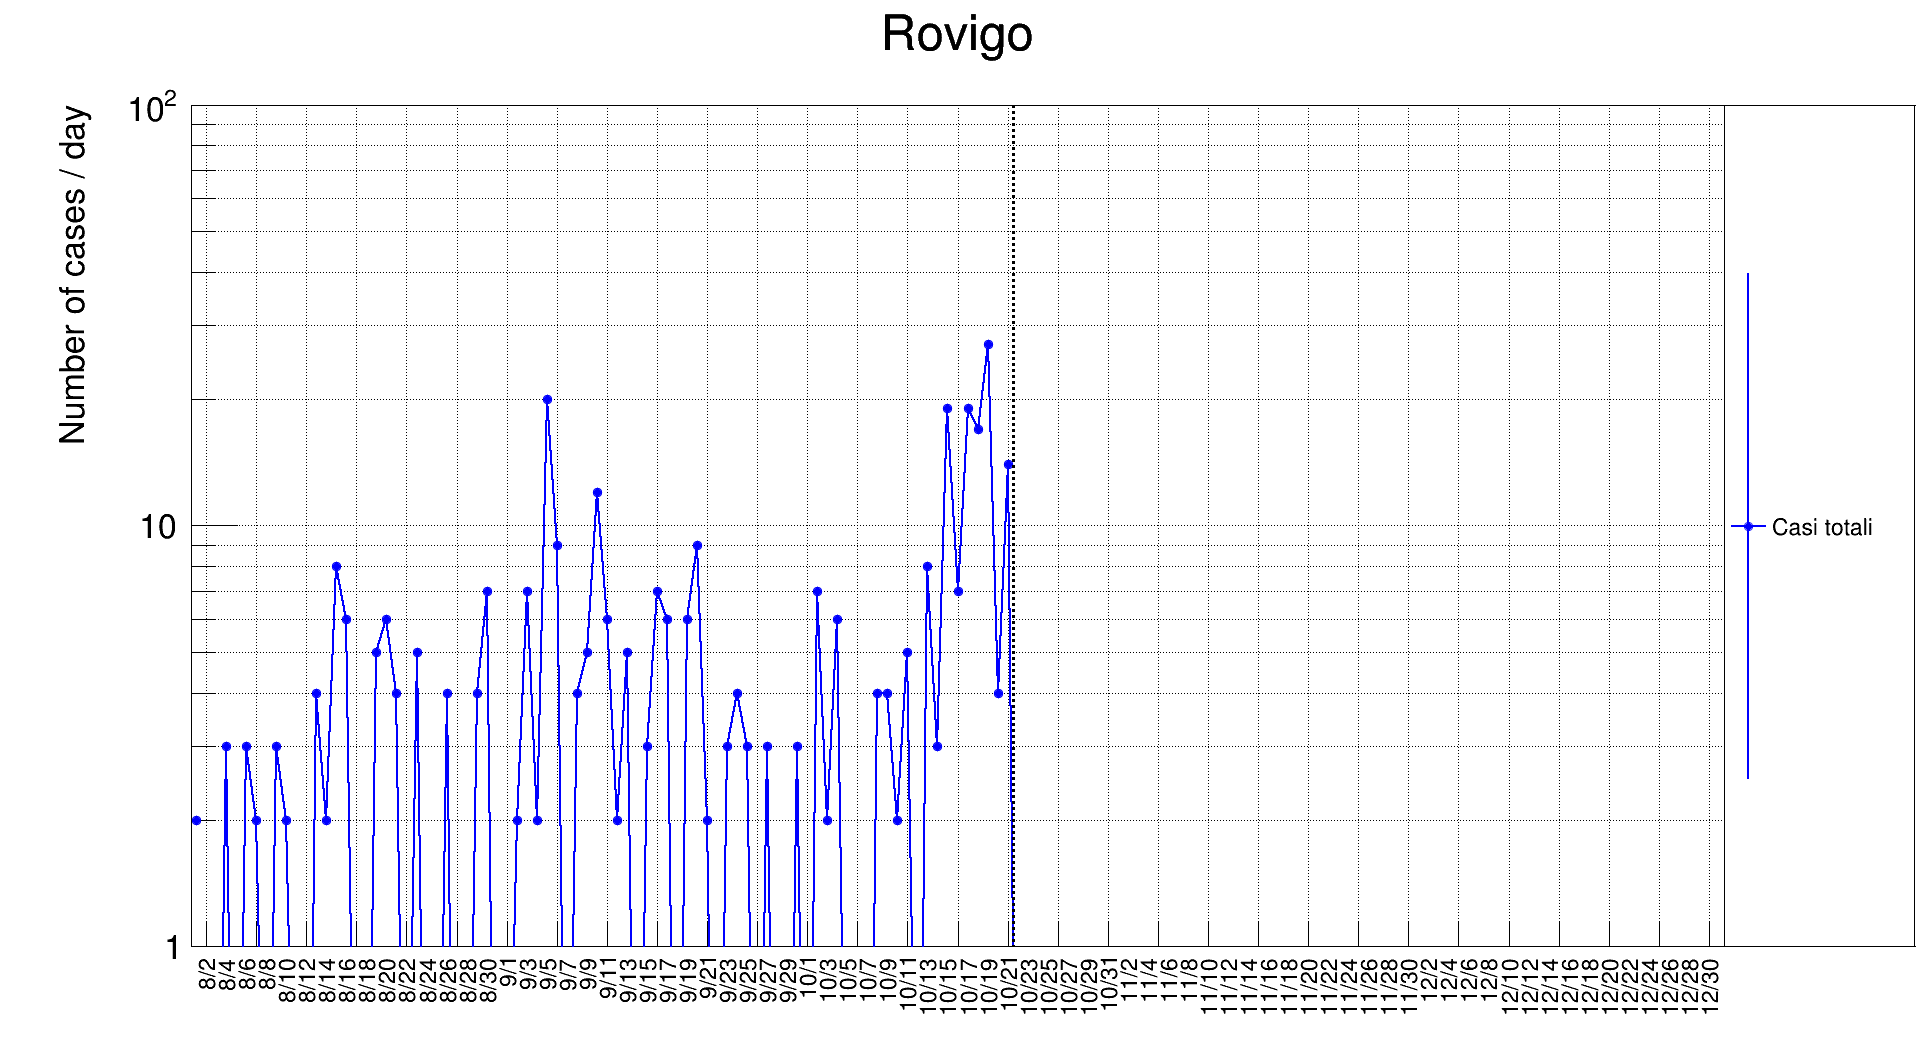 Rovigo
Number of cases / day
10²
10
1
8/2 8/4 8/6 8/8 8/10 8/12 8/14 8/16 8/18 8/20 8/22 8/24 8/26 8/28 8/30 9/1 9/3 9/5 9/7 9/9 9/11 9/13 9/15 9/17 9/19 9/21 9/23 9/25 9/27 9/29 10/1 10/3 10/5 10/7 10/9 10/11 10/13 10/15 10/17 10/19 10/21 10/23 10/25 10/27 10/29 10/31 11/2 11/4 11/6 11/8 11/10 11/12 11/14 11/16 11/18 11/20 11/22 11/24 11/26 11/28 11/30 12/2 12/4 12/6 12/8 12/10 12/12 12/14 12/16 12/18 12/20 12/22 12/24 12/26 12/28 12/30
Casi totali